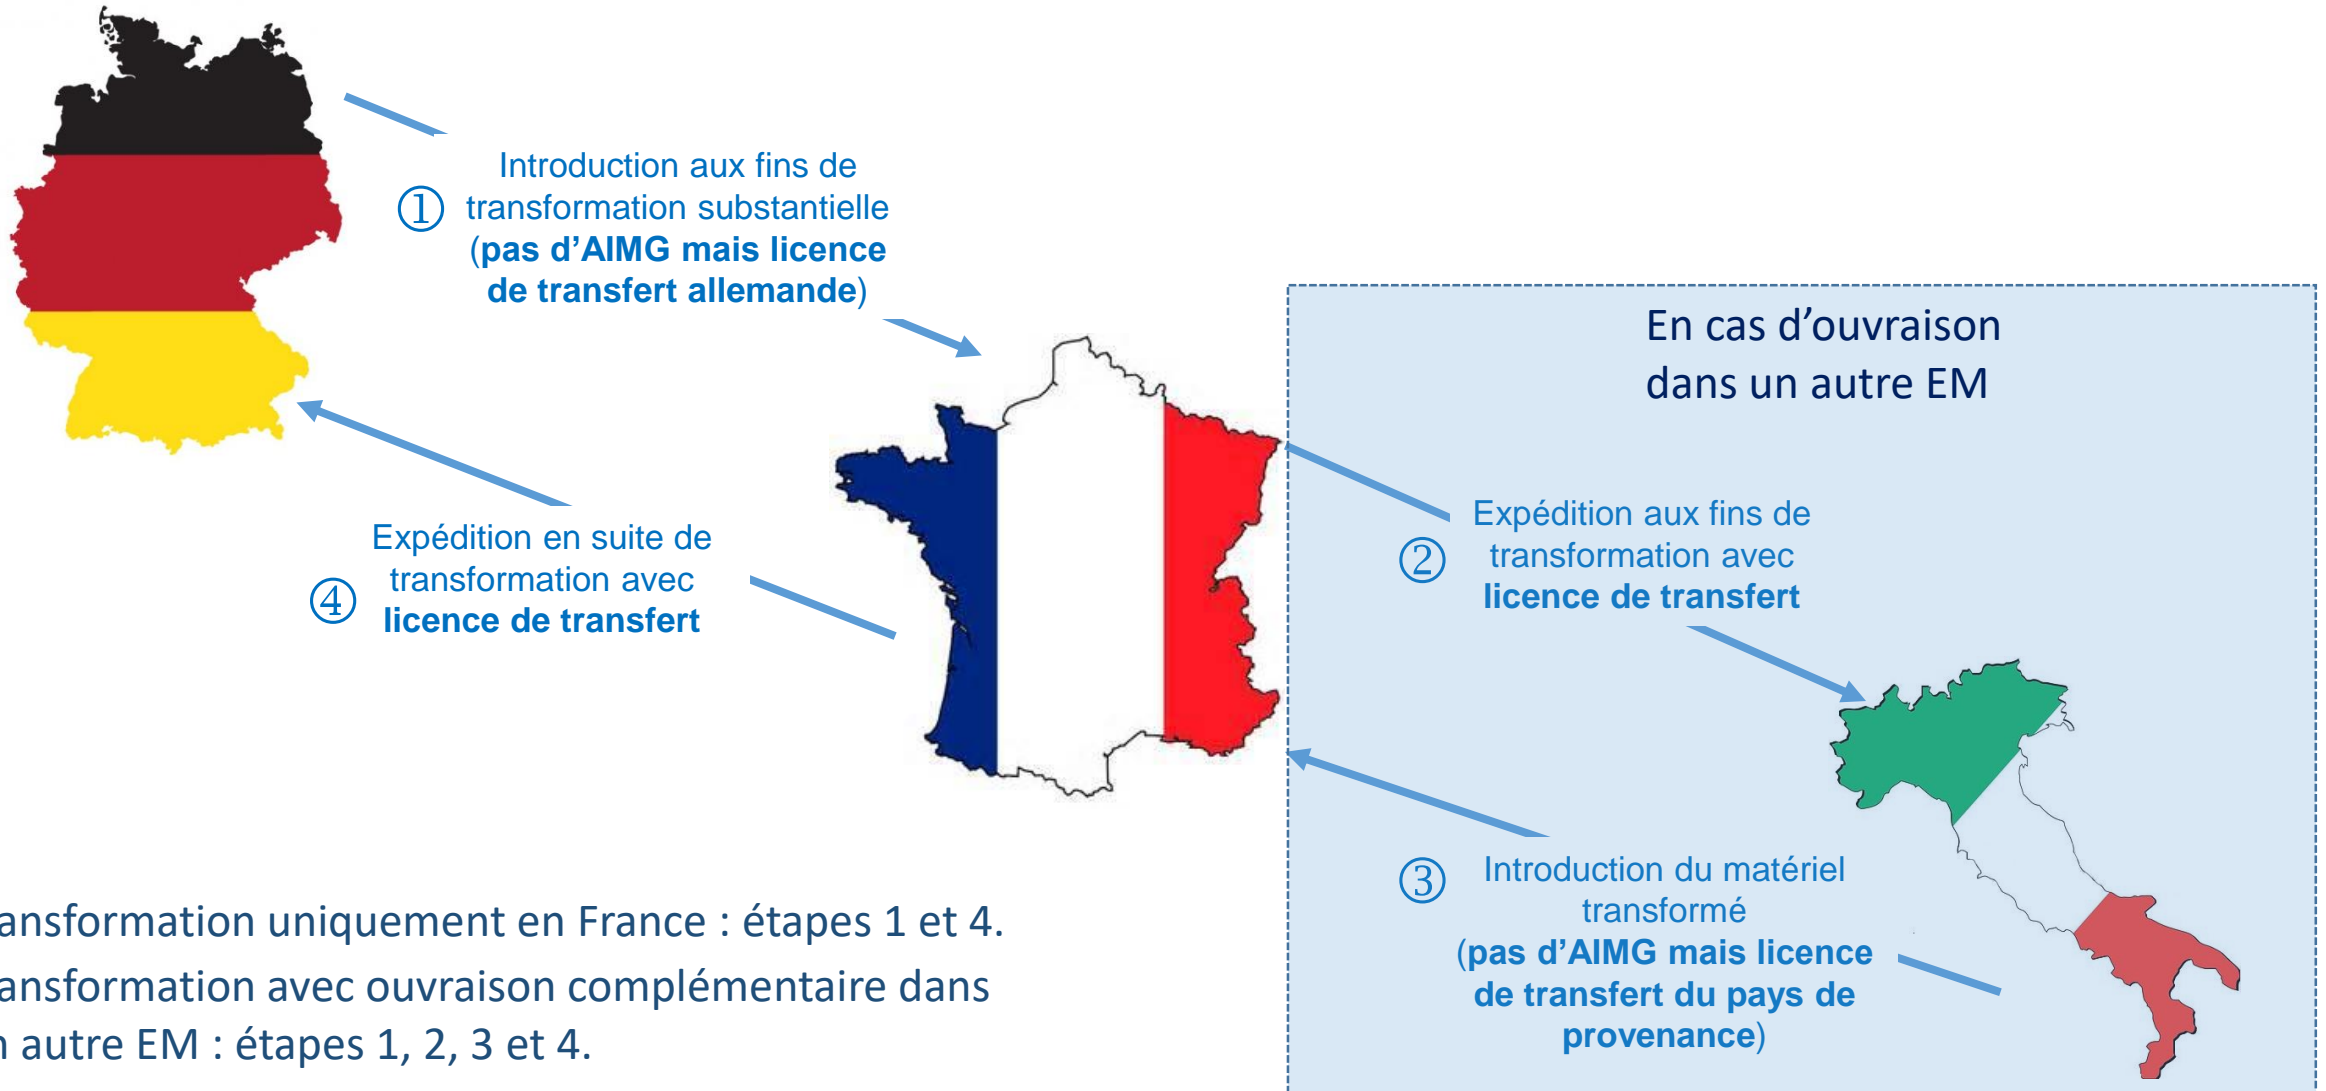 Introduction aux fins de
① transformation substantielle
(pas d’AIMG mais licence
de transfert allemande)
En cas d’ouvraison
dans un autre EM
Expédition aux fins de
② transformation avec
licence de transfert
Expédition en suite de
transformation avec
④ licence de transfert
③ Introduction du matériel
transformé
(pas d’AIMG mais licence
de transfert du pays de
provenance)
ansformation uniquement en France : étapes 1 et 4.
ansformation avec ouvraison complémentaire dans
autre EM : étapes 1, 2, 3 et 4.